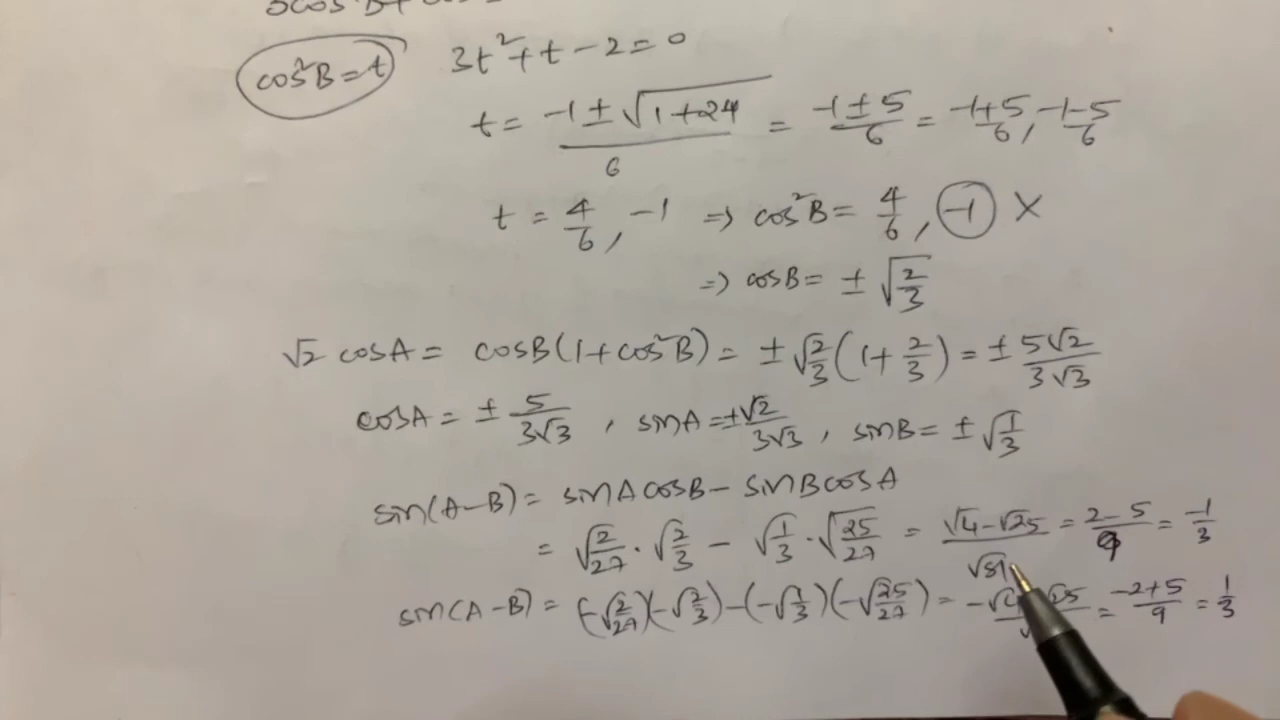 cos²B = t    3t² + t − 2 = 0
t = (−1 ± √(1+24))/6 = (−1 ± 5)/6 = (−1+5)/6, (−1−5)/6
t = 4/6, −1 ⇒ cos²B = 4/6, −1 ×
⇒ cosB = ± √(2/3)
√2 cosA = cosB(1+cos²B) = ± √(2/3) (1 + 2/3) = ± 5√2/3√3
cosA = ± 5/3√3 , sinA = ± √2/3√3 , sinB = ± √(1/3)
sin(A−B) = sinA cosB − sinB cosA
= √(2/27) · √(2/3) − √(1/3) · √(25/27) = (√4 − √25)/√81 = (2−5)/9 = −1/3
sin(A−B) = (−√(2/27))(−√(2/3)) − (−√(1/3))(−√(25/27)) = = (−2+5)/9 = 1/3